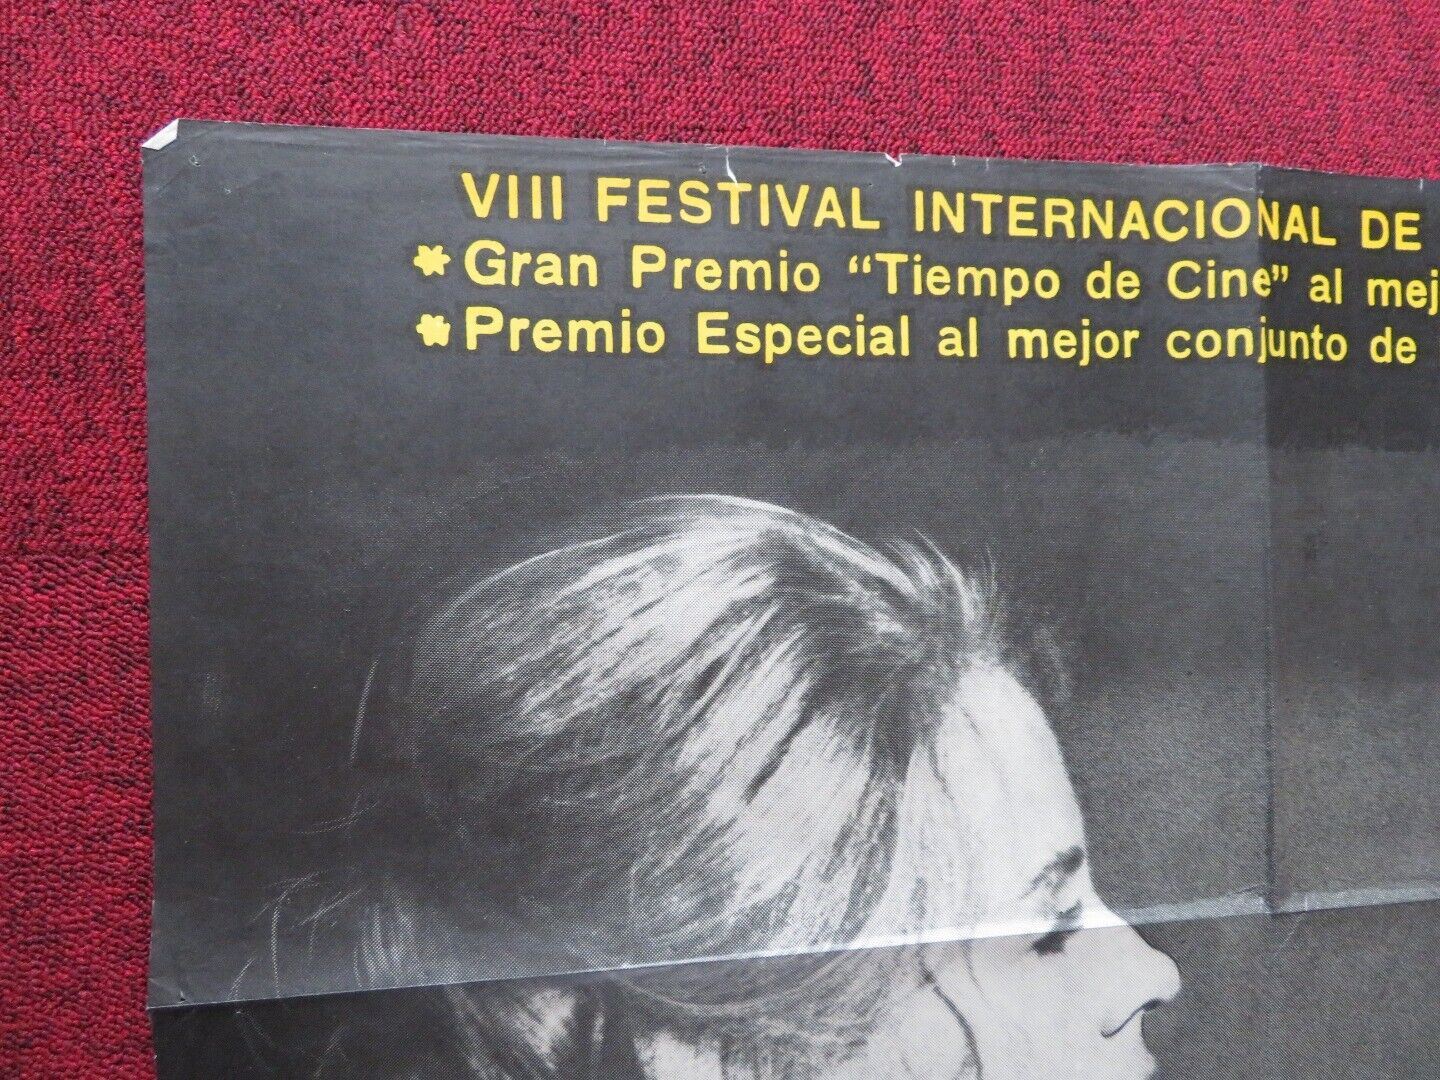 VIII FESTIVAL INTERNACIONAL DE
* Gran Premio “Tiempo de Cine” al mej
* Premio Especial al mejor conjunto de